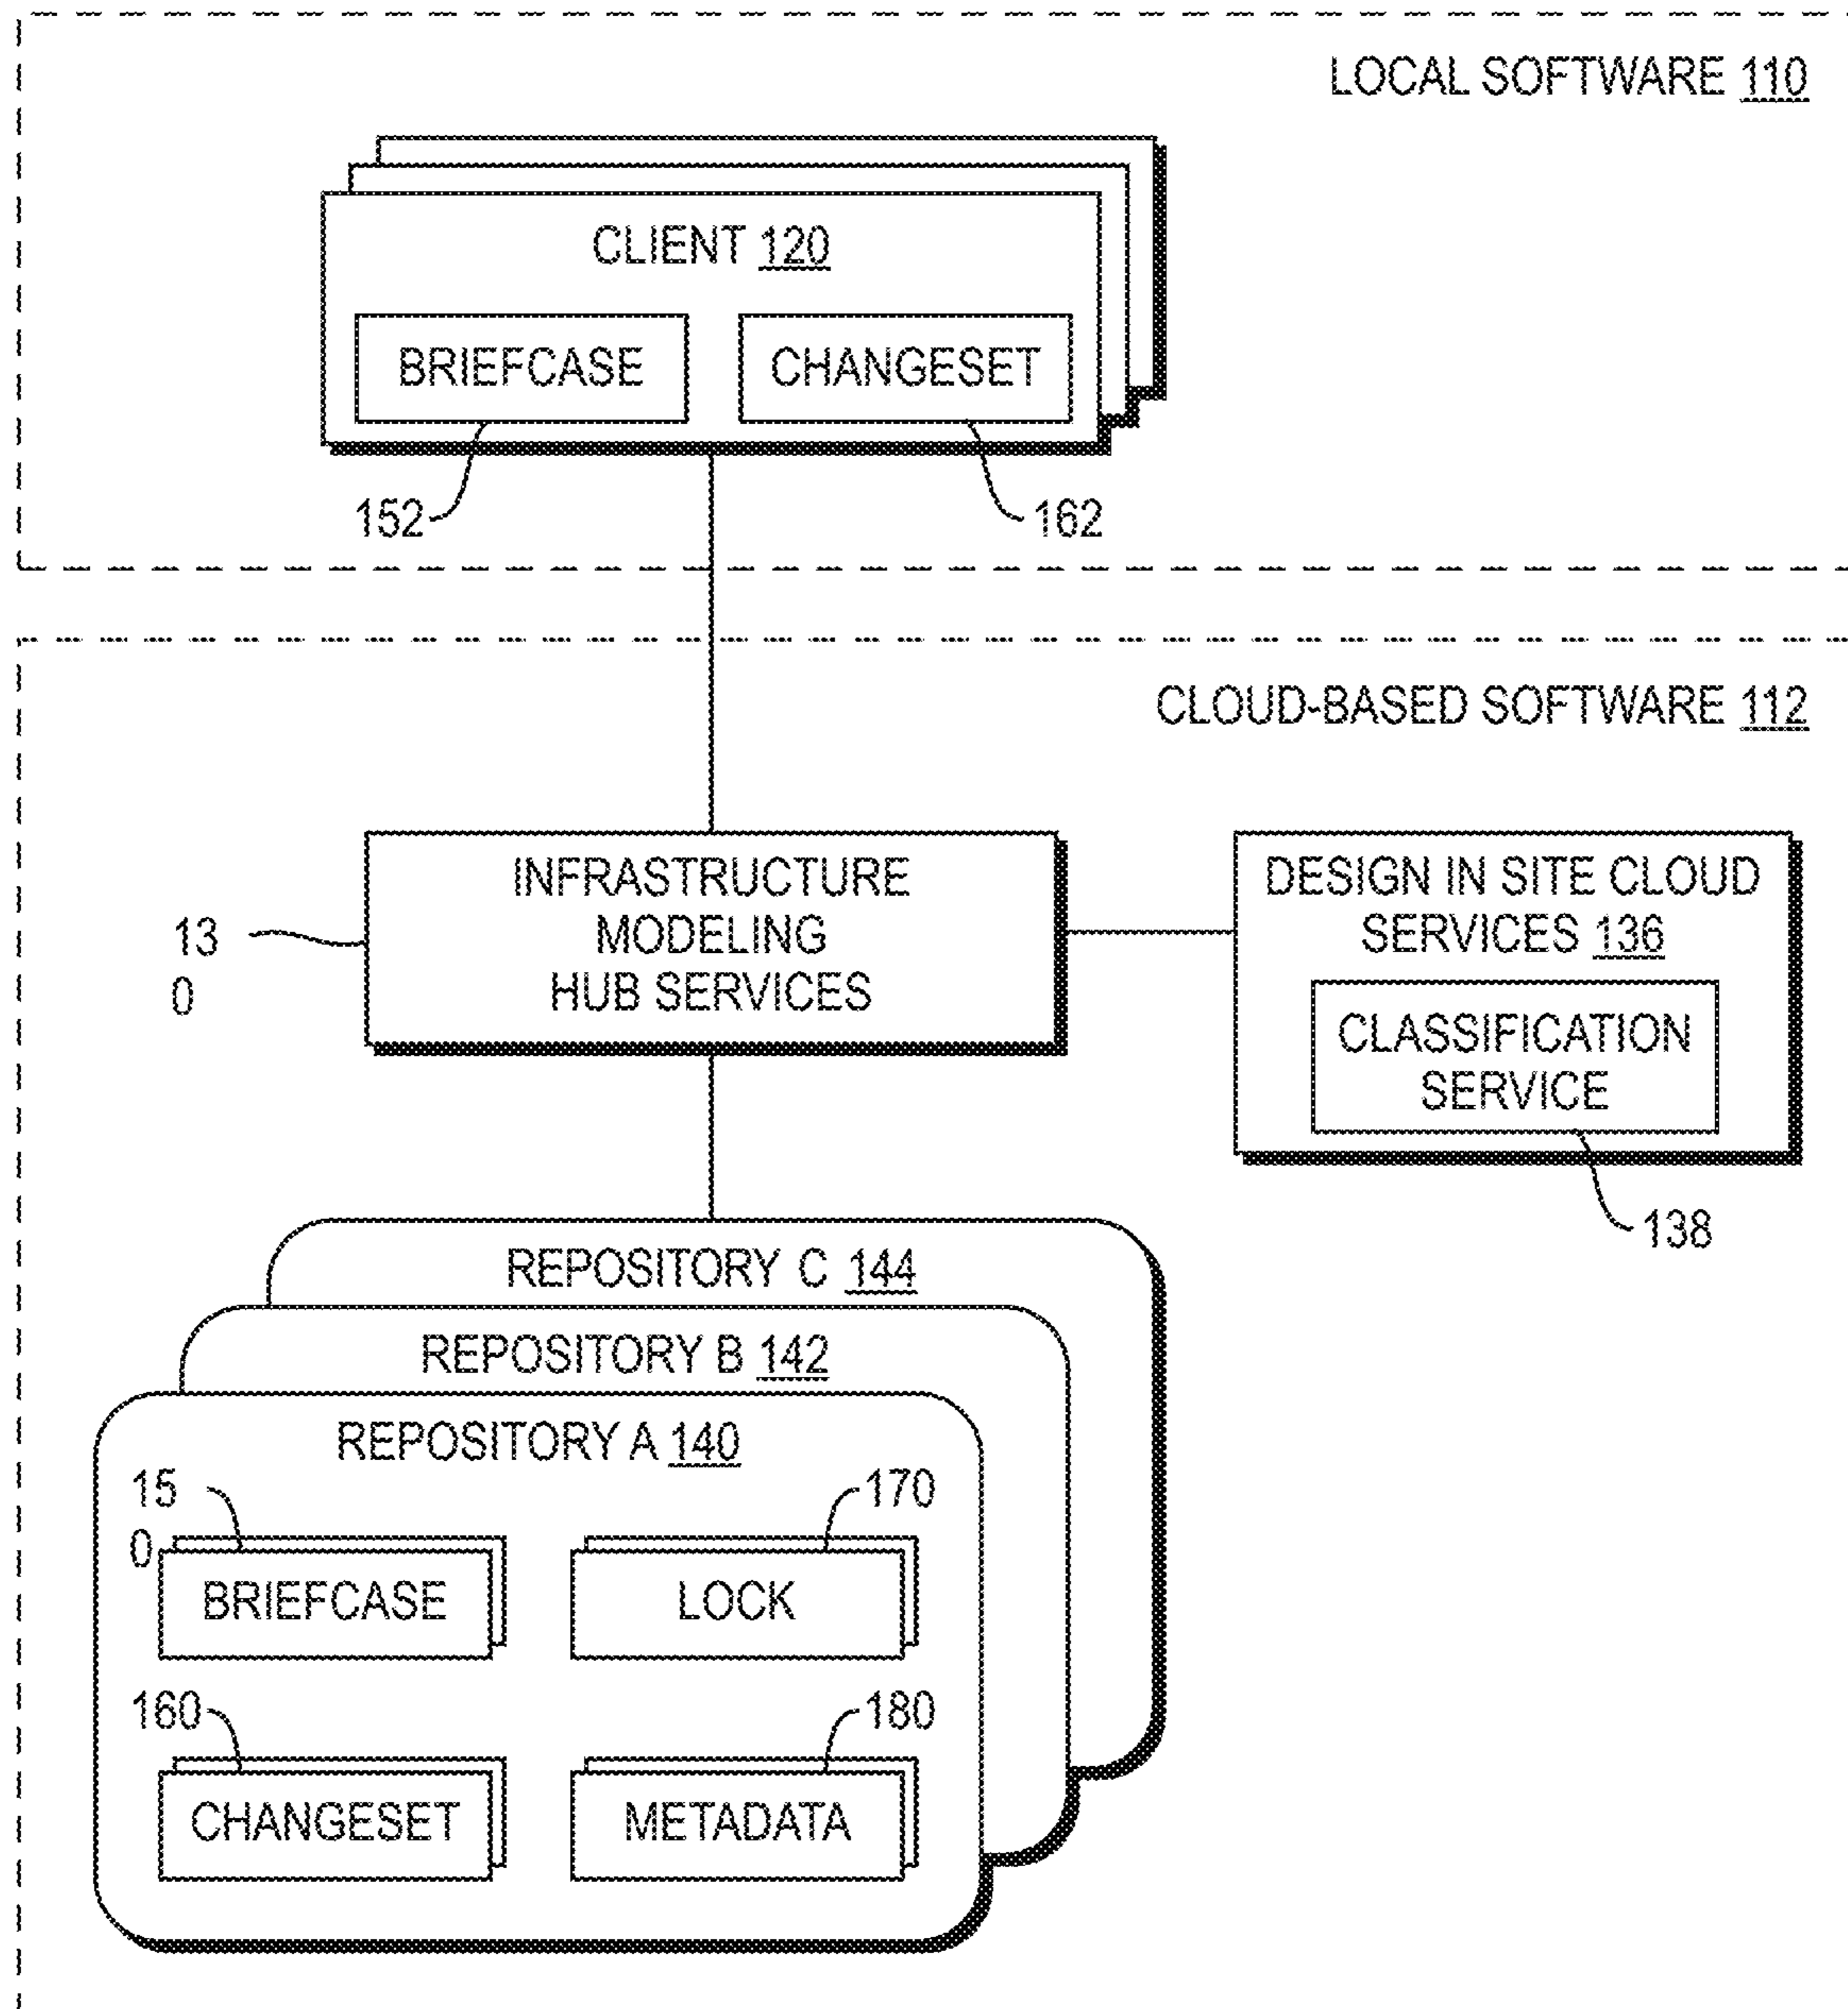 LOCAL SOFTWARE 110
CLIENT 120
BRIEFCASE
CHANGESET
152
162
CLOUD-BASED SOFTWARE 112
INFRASTRUCTURE
MODELING
HUB SERVICES
13
0
DESIGN IN SITE CLOUD
SERVICES 136
CLASSIFICATION
SERVICE
138
REPOSITORY C 144
REPOSITORY B 142
REPOSITORY A 140
15
0
170
BRIEFCASE
LOCK
160
180
CHANGESET
METADATA